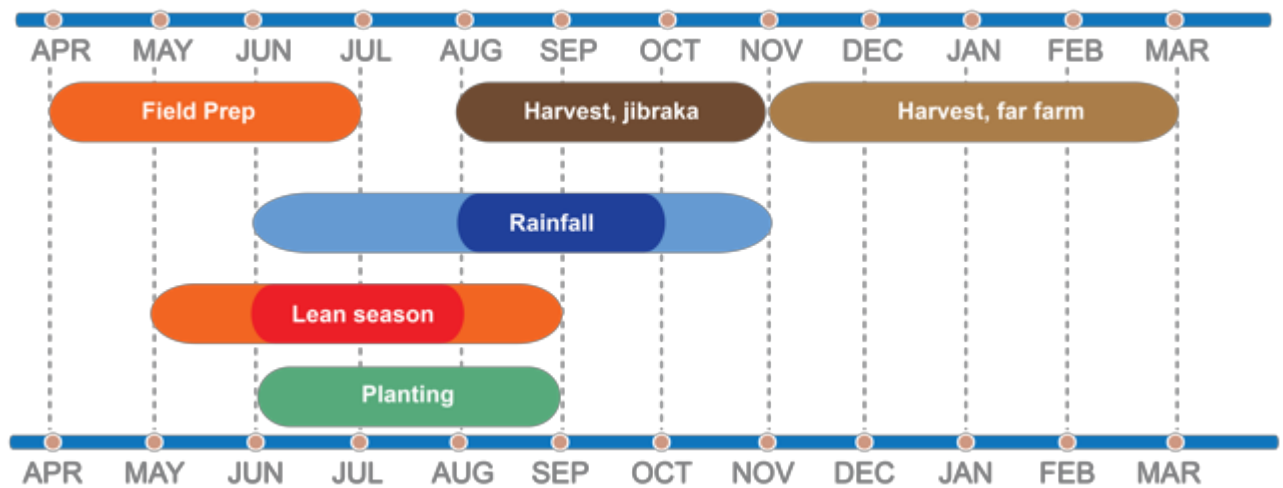 APR MAY JUN JUL AUG SEP OCT NOV DEC JAN FEB MAR
Field Prep Harvest, jibraka Harvest, far farm
Rainfall
Lean season
Planting
APR MAY JUN JUL AUG SEP OCT NOV DEC JAN FEB MAR